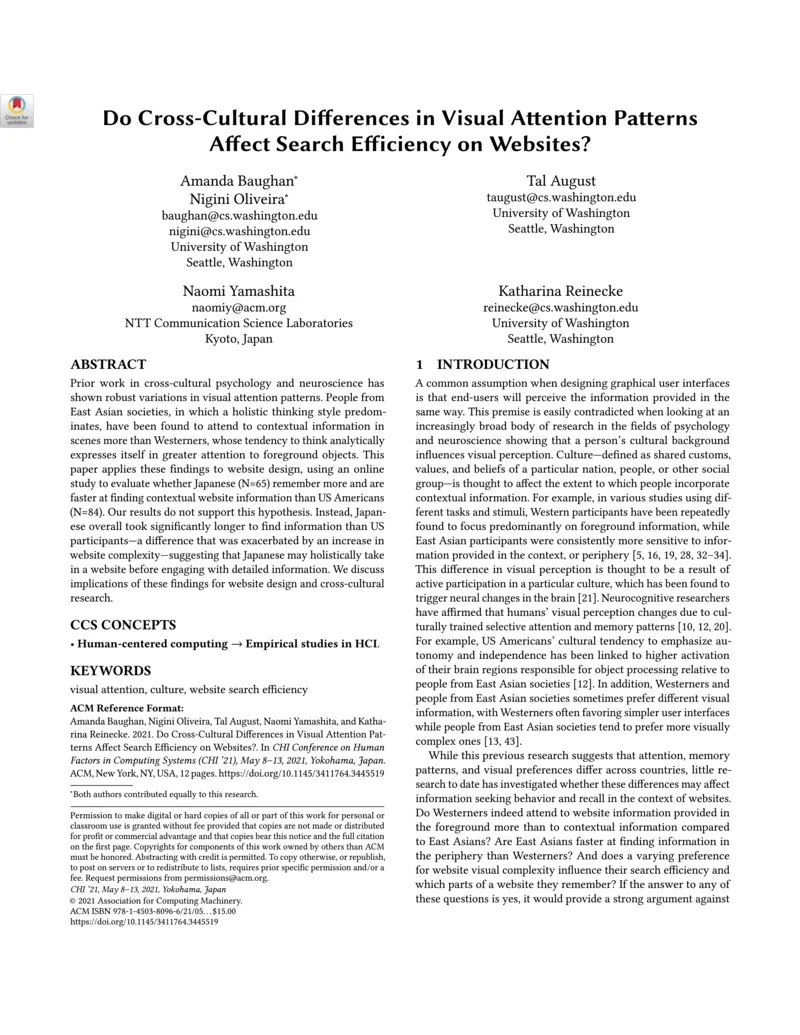 Check for
updates
Do Cross-Cultural Differences in Visual Attention Patterns
Affect Search Efficiency on Websites?
Amanda Baughan*
Nigini Oliveira*
baughan@cs.washington.edu
nigini@cs.washington.edu
University of Washington
Seattle, Washington
Tal August
taugust@cs.washington.edu
University of Washington
Seattle, Washington
Naomi Yamashita
naomiy@acm.org
NTT Communication Science Laboratories
Kyoto, Japan
Katharina Reinecke
reinecke@cs.washington.edu
University of Washington
Seattle, Washington
ABSTRACT
Prior work in cross-cultural psychology and neuroscience has
shown robust variations in visual attention patterns. People from
East Asian societies, in which a holistic thinking style predom-
inates, have been found to attend to contextual information in
scenes more than Westerners, whose tendency to think analytically
expresses itself in greater attention to foreground objects. This
paper applies these findings to website design, using an online
study to evaluate whether Japanese (N=65) remember more and are
faster at finding contextual website information than US Americans
(N=84). Our results do not support this hypothesis. Instead, Japan-
ese overall took significantly longer to find information than US
participants—a difference that was exacerbated by an increase in
website complexity—suggesting that Japanese may holistically take
in a website before engaging with detailed information. We discuss
implications of these findings for website design and cross-cultural
research.
CCS CONCEPTS
• Human-centered computing → Empirical studies in HCI.
KEYWORDS
visual attention, culture, website search efficiency
ACM Reference Format:
Amanda Baughan, Nigini Oliveira, Tal August, Naomi Yamashita, and Katha-
rina Reinecke. 2021. Do Cross-Cultural Differences in Visual Attention Pat-
terns Affect Search Efficiency on Websites?. In CHI Conference on Human
Factors in Computing Systems (CHI ’21), May 8–13, 2021, Yokohama, Japan.
ACM, New York, NY, USA, 12 pages. https://doi.org/10.1145/3411764.3445519
*Both authors contributed equally to this research.
Permission to make digital or hard copies of all or part of this work for personal or
classroom use is granted without fee provided that copies are not made or distributed
for profit or commercial advantage and that copies bear this notice and the full citation
on the first page. Copyrights for components of this work owned by others than ACM
must be honored. Abstracting with credit is permitted. To copy otherwise, or republish,
to post on servers or to redistribute to lists, requires prior specific permission and/or a
fee. Request permissions from permissions@acm.org.
CHI ’21, May 8–13, 2021, Yokohama, Japan
© 2021 Association for Computing Machinery.
ACM ISBN 978-1-4503-8096-6/21/05...$15.00
https://doi.org/10.1145/3411764.3445519
1 INTRODUCTION
A common assumption when designing graphical user interfaces
is that end-users will perceive the information provided in the
same way. This premise is easily contradicted when looking at an
increasingly broad body of research in the fields of psychology
and neuroscience showing that a person’s cultural background
influences visual perception. Culture—defined as shared customs,
values, and beliefs of a particular nation, people, or other social
group—is thought to affect the extent to which people incorporate
contextual information. For example, in various studies using dif-
ferent tasks and stimuli, Western participants have been repeatedly
found to focus predominantly on foreground information, while
East Asian participants were consistently more sensitive to infor-
mation provided in the context, or periphery [5, 16, 19, 28, 32–34].
This difference in visual perception is thought to be a result of
active participation in a particular culture, which has been found to
trigger neural changes in the brain [21]. Neurocognitive researchers
have affirmed that humans’ visual perception changes due to cul-
turally trained selective attention and memory patterns [10, 12, 20].
For example, US Americans’ cultural tendency to emphasize au-
tonomy and independence has been linked to higher activation
of their brain regions responsible for object processing relative to
people from East Asian societies [12]. In addition, Westerners and
people from East Asian societies sometimes prefer different visual
information, with Westerners often favoring simpler user interfaces
while people from East Asian societies tend to prefer more visually
complex ones [13, 43].
While this previous research suggests that attention, memory
patterns, and visual preferences differ across countries, little re-
search to date has investigated whether these differences may affect
information seeking behavior and recall in the context of websites.
Do Westerners indeed attend to website information provided in
the foreground more than to contextual information compared
to East Asians? Are East Asians faster at finding information in
the periphery than Westerners? And does a varying preference
for website visual complexity influence their search efficiency and
which parts of a website they remember? If the answer to any of
these questions is yes, it would provide a strong argument against